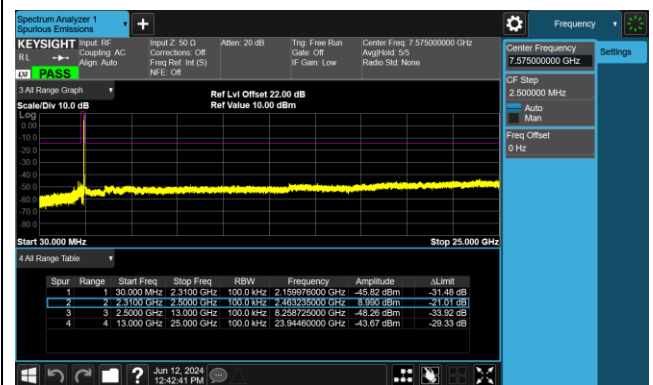 Spectrum Analyzer 1
Spurious Emissions
Frequency
KEYSIGHT Input: RF Input Z: 50 Ω Atten: 20 dB Trig: Free Run Center Freq: 7.575000000 GHz
RL Coupling: AC Corrections: Off Gate: Off Avg|Hold: 5/5
Align: Auto Freq Ref: Int (S) IF Gain: Low Radio Std: None
LXI PASS NFE: Off
Center Frequency
7.575000000 GHz
Settings
CF Step
2.500000 MHz
Auto
Man
Freq Offset
0 Hz
3 All Range Graph
Ref Lvl Offset 22.00 dB
Scale/Div 10.0 dB Ref Value 10.00 dBm
Log
0.00
-10.0
-20.0
-30.0
-40.0
-50.0
-60.0
-70.0
-80.0
Start 30.000 MHz Stop 25.000 GHz
4 All Range Table
Spur Range Start Freq Stop Freq RBW Frequency Amplitude ΔLimit
1 1 30.000 MHz 2.3100 GHz 100.0 kHz 2.159976000 GHz -45.82 dBm -31.48 dB
2 2 2.3100 GHz 2.5000 GHz 100.0 kHz 2.463235000 GHz 8.990 dBm -21.01 dB
3 3 2.5000 GHz 13.000 GHz 100.0 kHz 8.258725000 GHz -48.26 dBm -33.92 dB
4 4 13.000 GHz 25.000 GHz 100.0 kHz 23.94460000 GHz -43.67 dBm -29.33 dB
Jun 12, 2024
12:42:41 PM